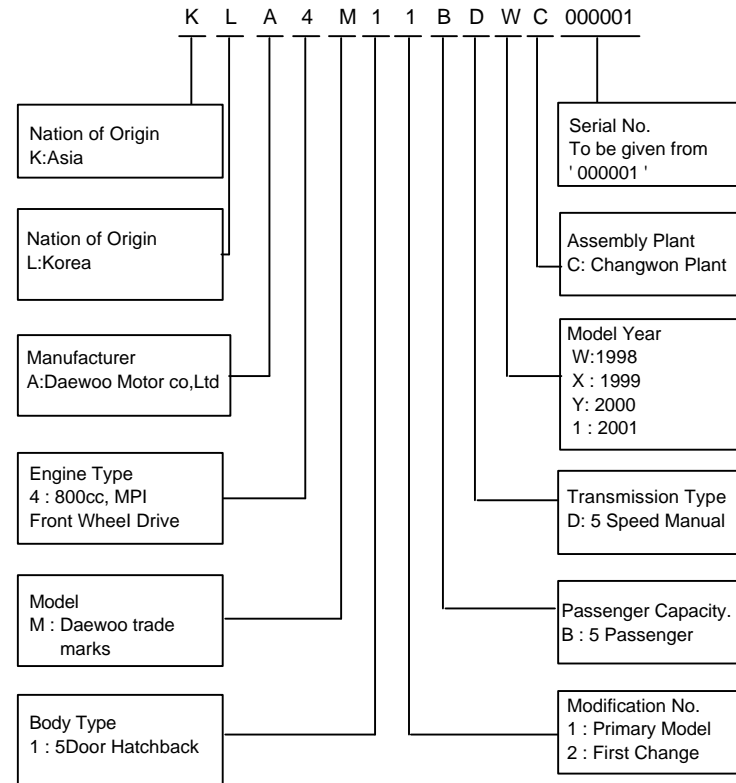 K L A 4 M 1 1 B D W C 000001
Nation of Origin
K:Asia
Nation of Origin
L:Korea
Manufacturer
A:Daewoo Motor co,Ltd
Engine Type
4 : 800cc, MPI
Front Wheel Drive
Model
M : Daewoo trade
marks
Body Type
1 : 5Door Hatchback
Serial No.
To be given from
' 000001 '
Assembly Plant
C: Changwon Plant
Model Year
W:1998
X : 1999
Y: 2000
1 : 2001
Transmission Type
D: 5 Speed Manual
Passenger Capacity.
B : 5 Passenger
Modification No.
1 : Primary Model
2 : First Change